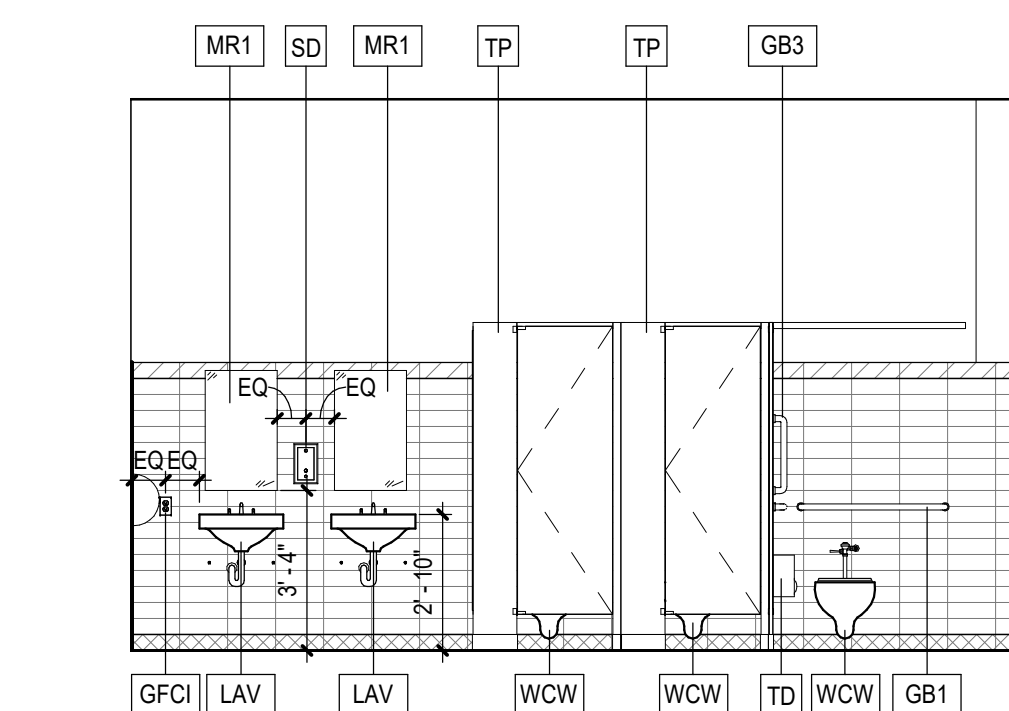 MR1 SD MR1 TP TP GB3
EQ EQ
EQ EQ
3' - 4"
2' - 10"
GFCI LAV LAV WCW WCW TD WCW GB1